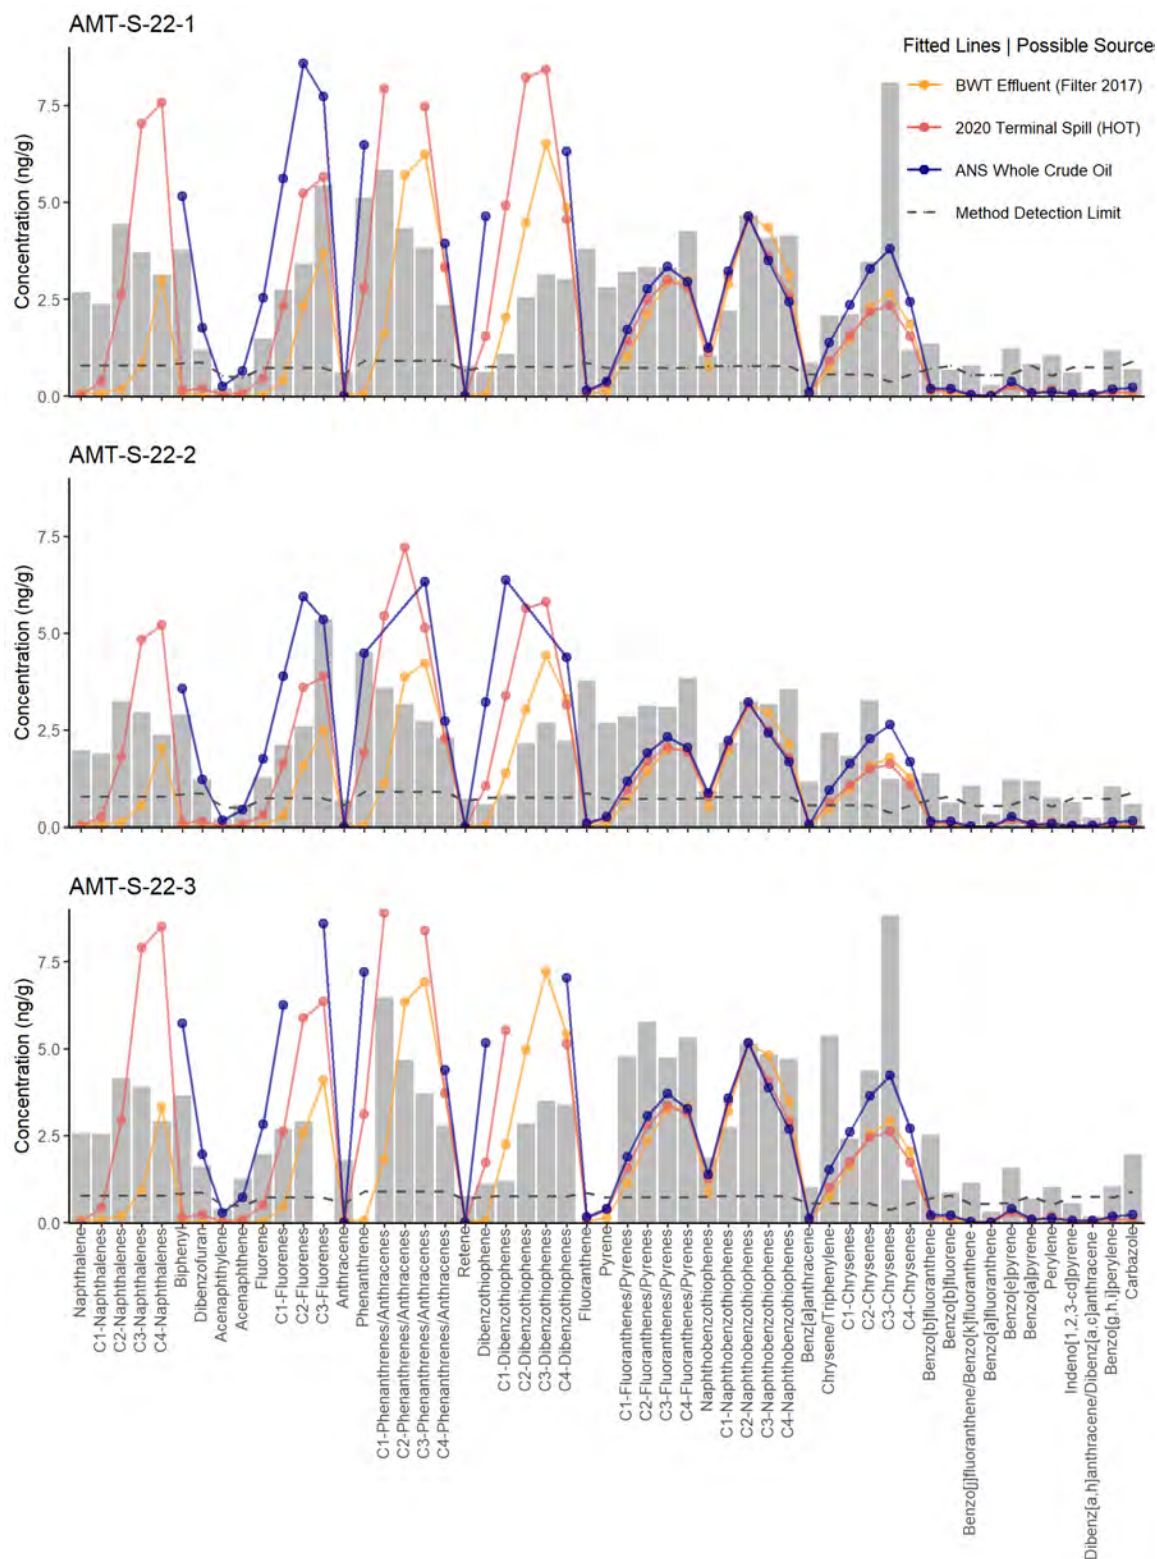 AMT-S-22-1
Fitted Lines | Possible Source
BWT Effluent (Filter 2017)
2020 Terminal Spill (HOT)
ANS Whole Crude Oil
Method Detection Limit
Concentration (ng/g)
7.5
5.0
2.5
0.0
AMT-S-22-2
Concentration (ng/g)
7.5
5.0
2.5
0.0
AMT-S-22-3
Concentration (ng/g)
7.5
5.0
2.5
0.0
Naphthalene
C1-Naphthalenes
C2-Naphthalenes
C3-Naphthalenes
C4-Naphthalenes
Biphenyl
Dibenzofuran
Acenaphthylene
Acenaphthene
Fluorene
C1-Fluorenes
C2-Fluorenes
C3-Fluorenes
Anthracene
Phenanthrene
C1-Phenanthrenes/Anthracenes
C2-Phenanthrenes/Anthracenes
C3-Phenanthrenes/Anthracenes
C4-Phenanthrenes/Anthracenes
Retene
Dibenzothiophene
C1-Dibenzothiophenes
C2-Dibenzothiophenes
C3-Dibenzothiophenes
C4-Dibenzothiophenes
Fluoranthene
Pyrene
C1-Fluoranthenes/Pyrenes
C2-Fluoranthenes/Pyrenes
C3-Fluoranthenes/Pyrenes
C4-Fluoranthenes/Pyrenes
Naphthobenzothiophenes
C1-Naphthobenzothiophenes
C2-Naphthobenzothiophenes
C3-Naphthobenzothiophenes
C4-Naphthobenzothiophenes
Benz[a]anthracene
Chrysene/Triphenylene
C1-Chrysenes
C2-Chrysenes
C3-Chrysenes
C4-Chrysenes
Benzo[b]fluoranthene
Benzo[b]fluorene
Benzo[j]fluoranthene/Benzo[k]fluoranthene
Benzo[a]fluoranthene
Benzo[e]pyrene
Benzo[a]pyrene
Perylene
Indeno[1,2,3-cd]pyrene
Dibenz[a,h]anthracene/Dibenz[a,c]anthracene
Benzo[g,h,i]perylene
Carbazole